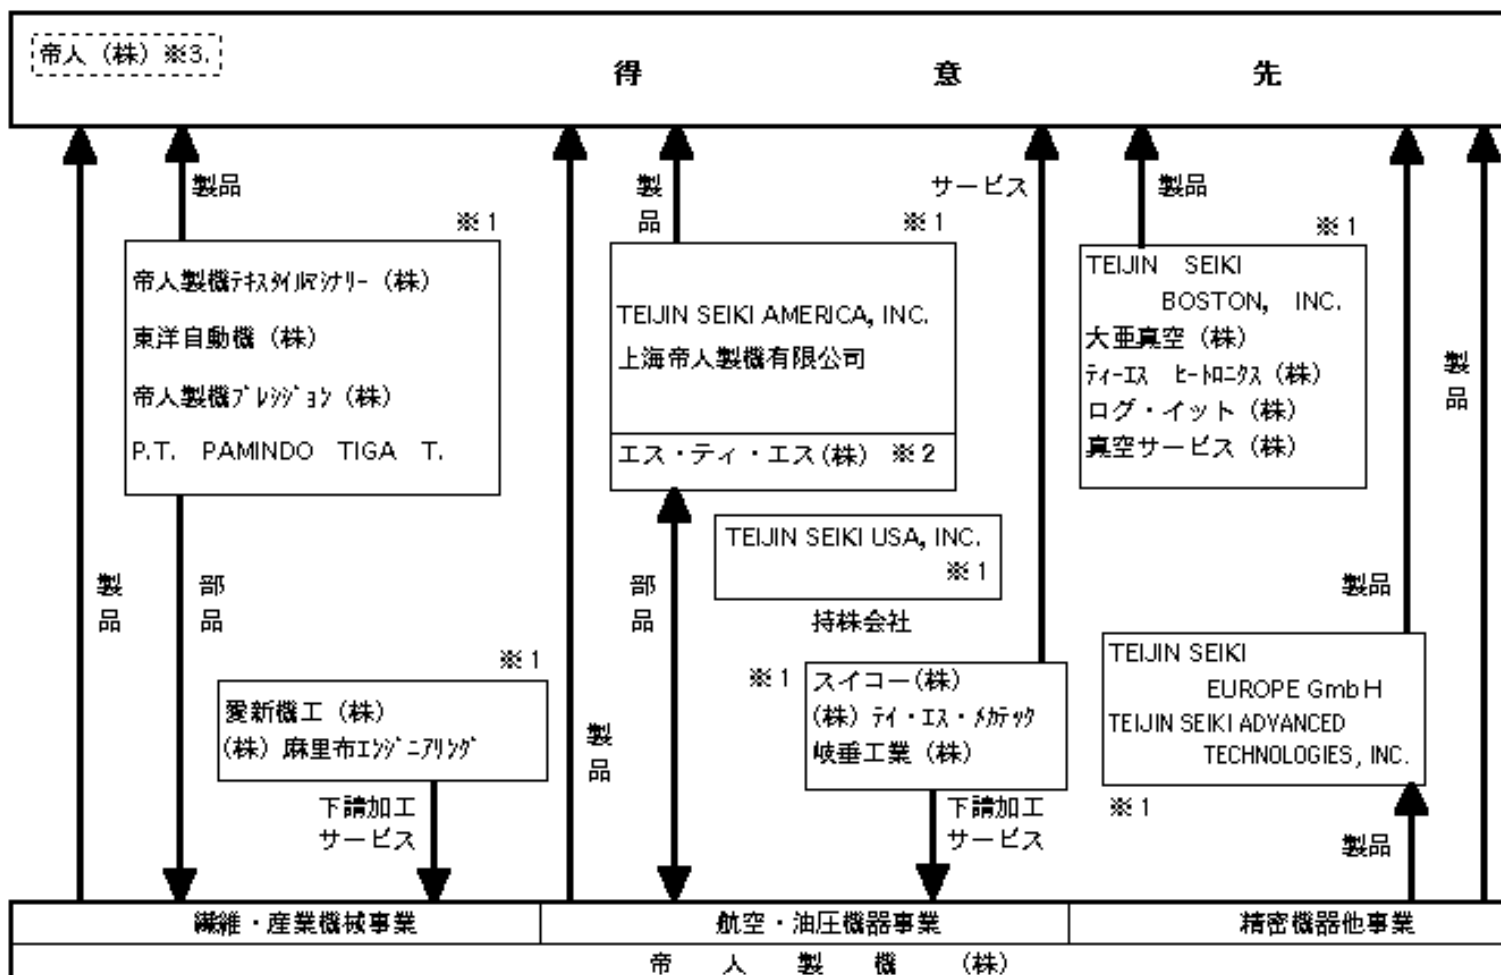 帝人（株）※3.
得 意 先
製品
製品
サービス
製品
※1
※1
※1
帝人製機ﾃｷｽﾀｲﾙﾏｼﾅﾘｰ（株）
東洋自動機（株）
帝人製機ﾌﾟﾚｼｼﾞｮﾝ（株）
P.T. PAMINDO TIGA T.
TEIJIN SEIKI AMERICA, INC.
上海帝人製機有限公司
エス・ティ・エス(株) ※2
TEIJIN SEIKI
BOSTON, INC.
大亜真空（株）
ﾃｨｰｴｽ ﾋｰﾄﾛﾆｸｽ（株）
ログ・イット（株）
真空サービス（株）
製品
TEIJIN SEIKI USA, INC.
※1
持株会社
製品
部品
部品
製品
※1
愛新機工（株）
（株）麻里布ｴﾝｼﾞﾆｱﾘﾝｸﾞ
製品
※1
スイコー(株)
(株) ﾃｲ・ｴｽ・ﾒｶﾃｯｸ
岐垂工業（株）
TEIJIN SEIKI
EUROPE GmbH
TEIJIN SEIKI ADVANCED
TECHNOLOGIES, INC.
※1
下請加工
サービス
下請加工
サービス
製品
繊維・産業機械事業
航空・油圧機器事業
精密機器他事業
帝 人 製 機 （株）